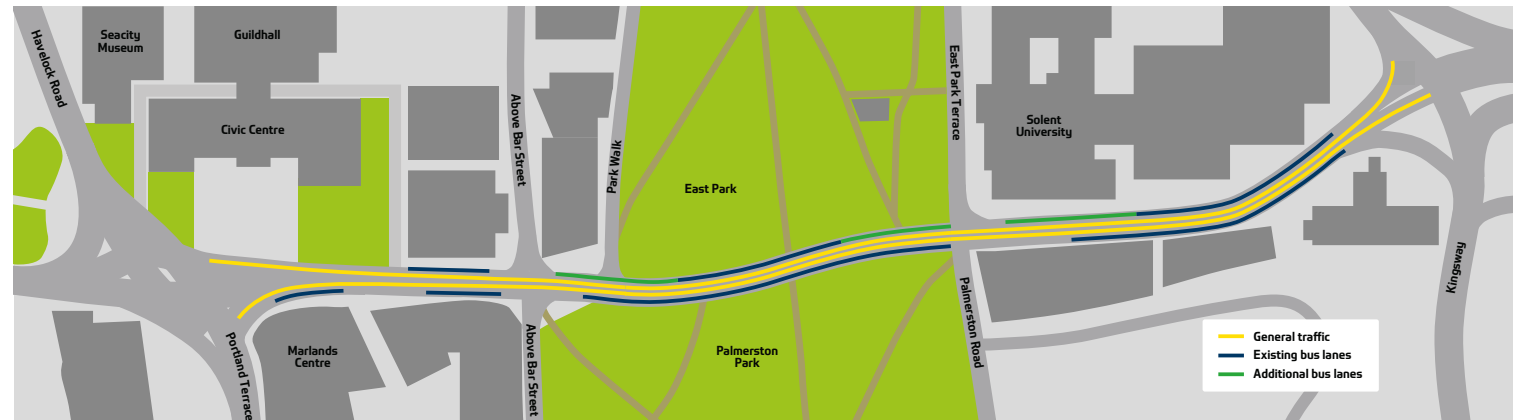 Havelock Road
Seacity
Museum
Guildhall
Civic Centre
Above Bar Street
Park Walk
East Park
East Park Terrace
Solent
University
Portland Terrace
Marlands
Centre
Above Bar Street
Palmerston
Park
Palmerston Road
Kingsway
General traffic
Existing bus lanes
Additional bus lanes